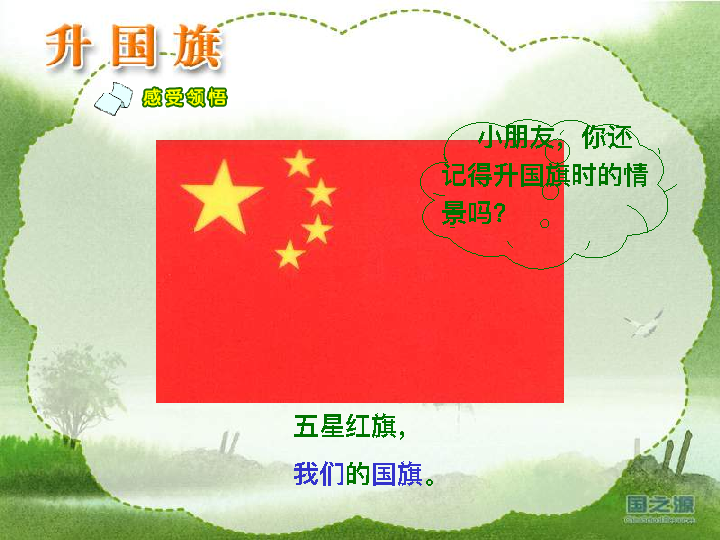 升国旗
感受领悟
小朋友，你还
记得升国旗时的情
景吗？
五星红旗，
我们的国旗。
国之源